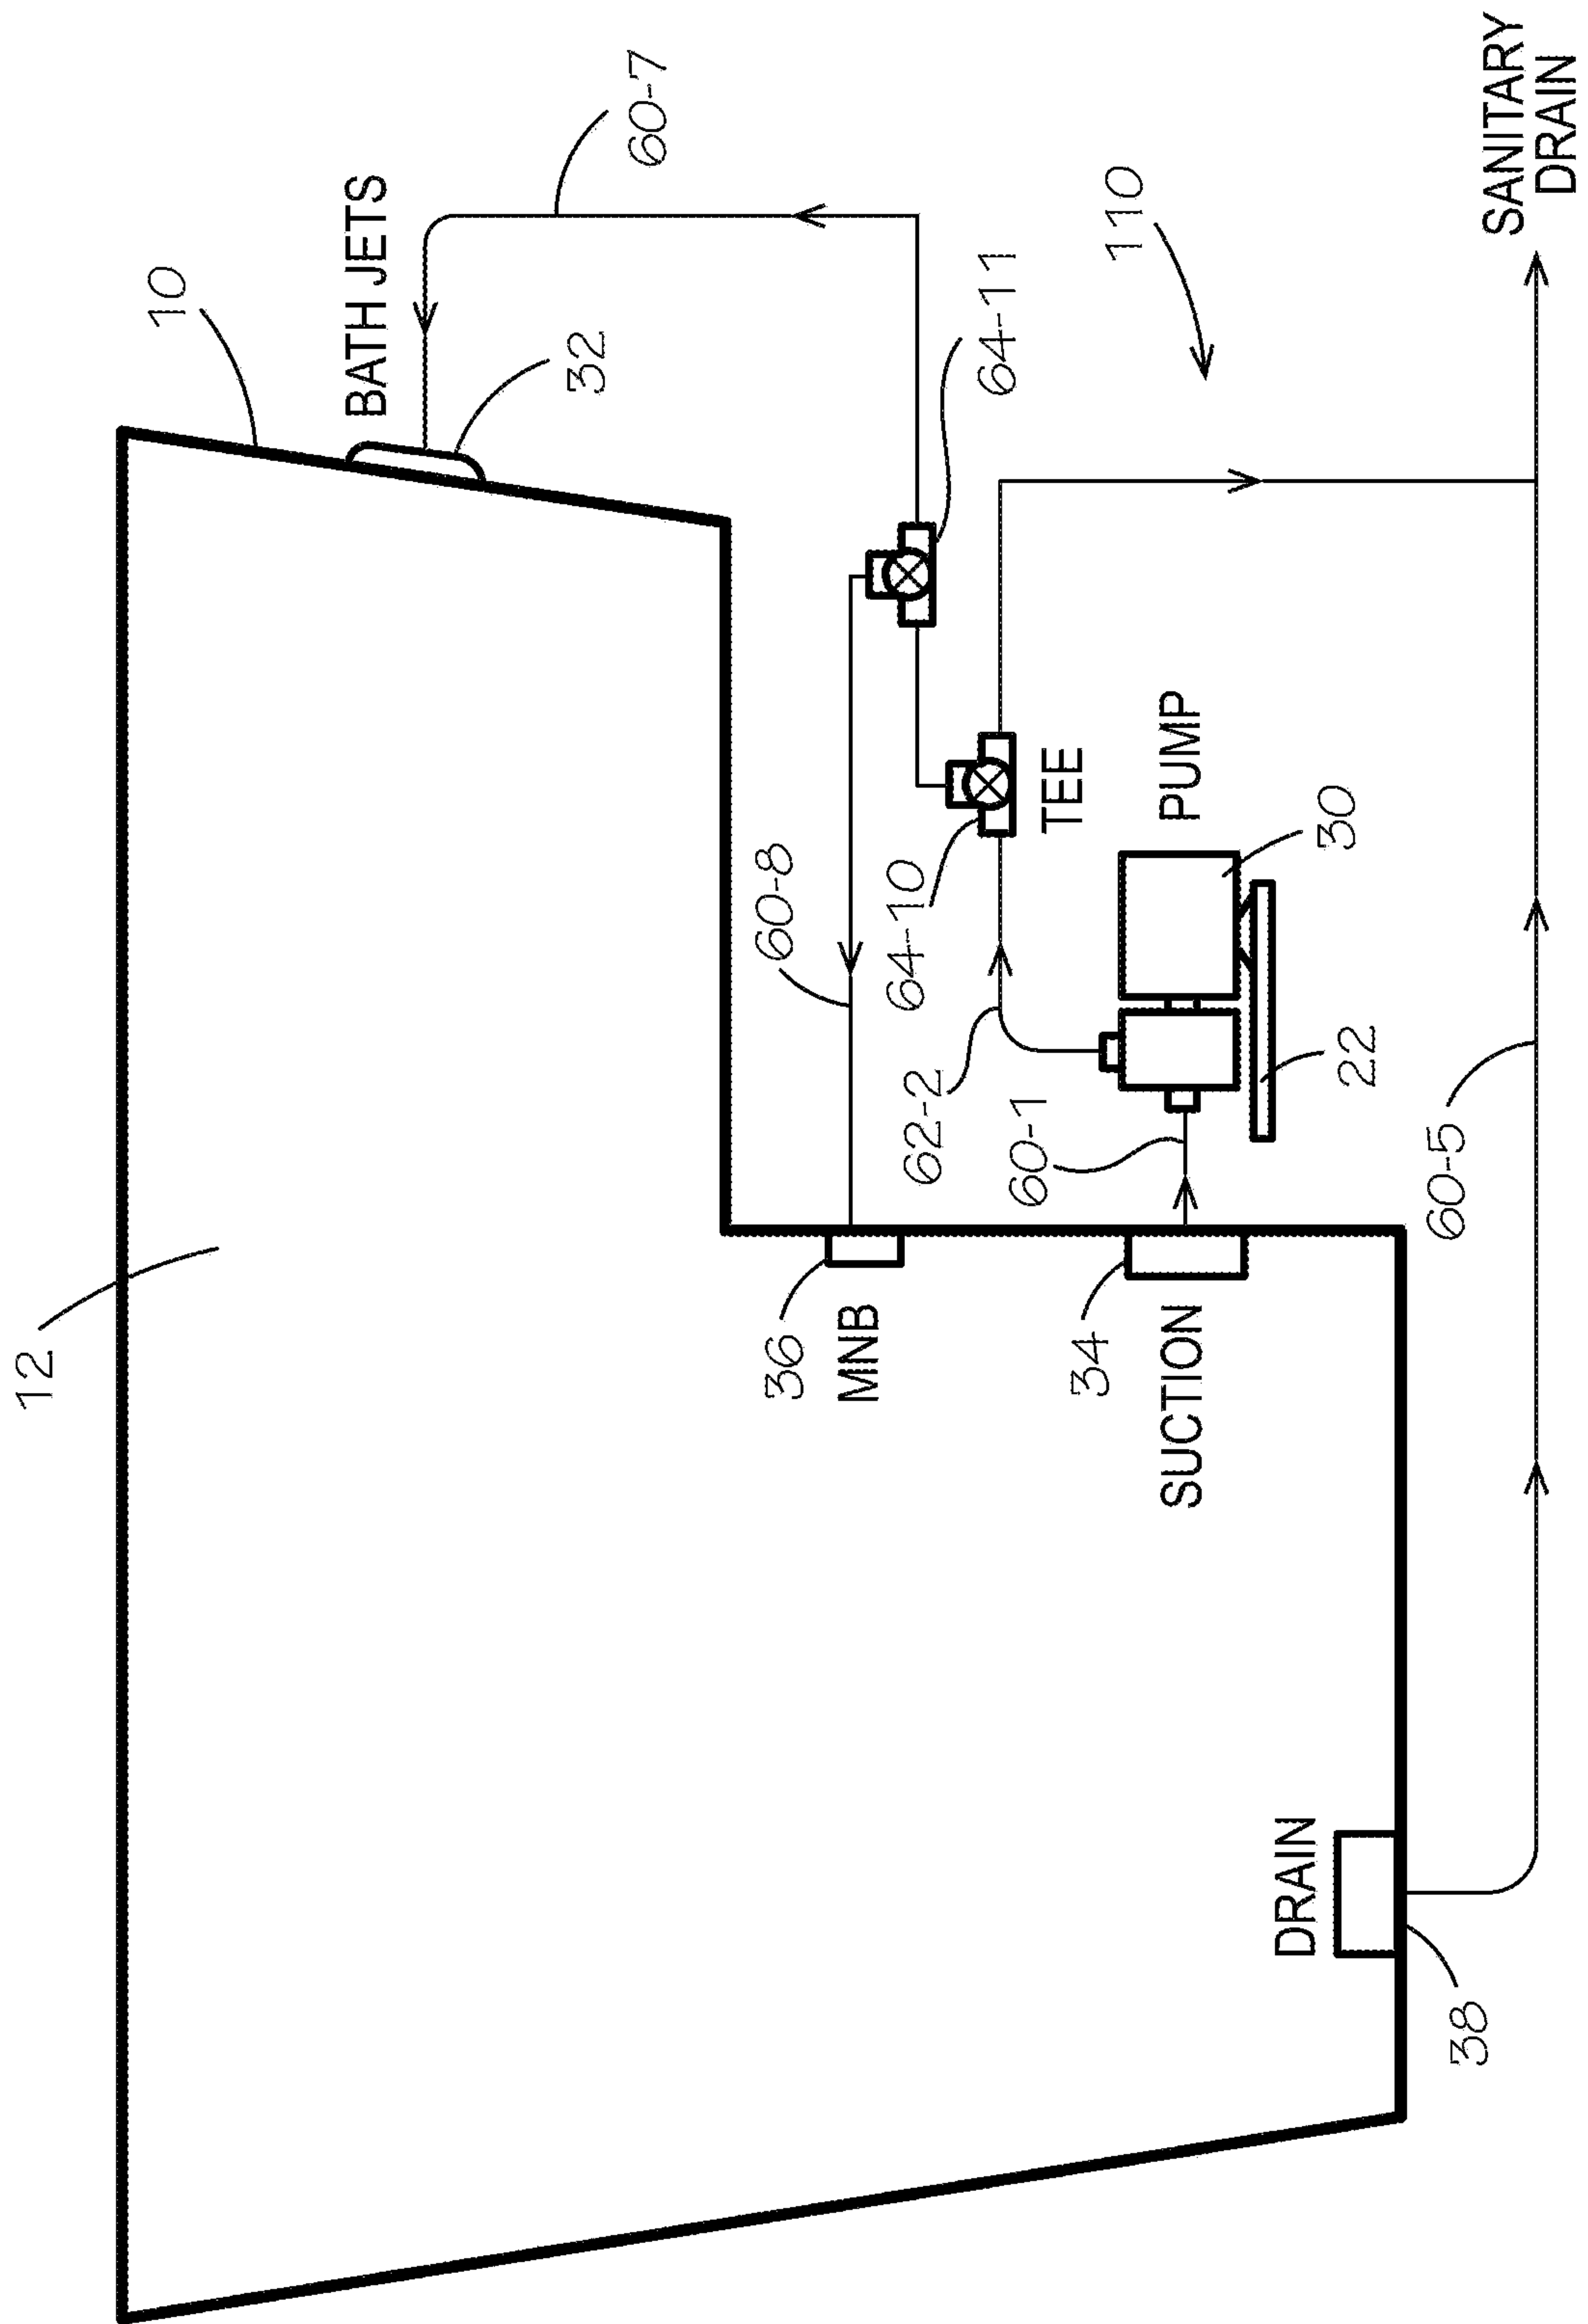 12
10
BATH JETS
32
60-7
60-8
64-11
64-10
TEE
110
62-2
60-1
PUMP
30
22
36
MNB
34
SUCTION
DRAIN
38
60-5
SANITARY
DRAIN